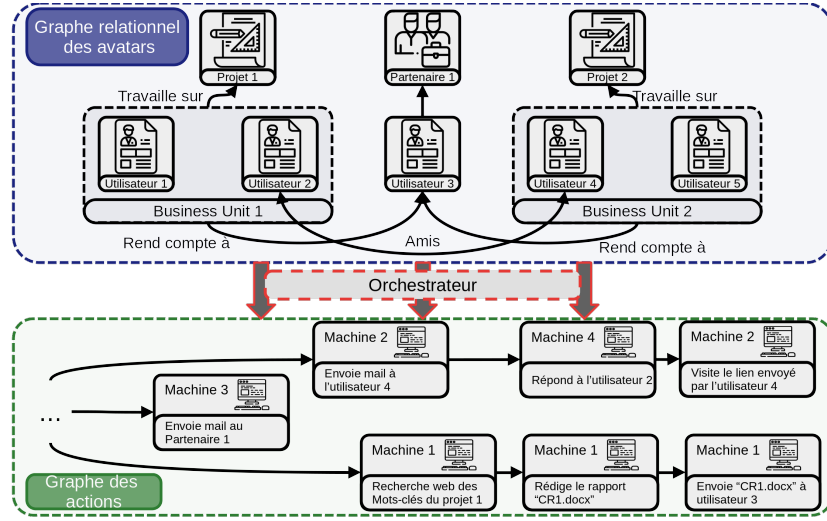 Graphe relationnel
des avatars
Projet 1
Partenaire 1
Projet 2
Travaille sur
Travaille sur
Utilisateur 1
Utilisateur 2
Utilisateur 3
Utilisateur 4
Utilisateur 5
Business Unit 1
Business Unit 2
Rend compte à
Amis
Rend compte à
Orchestrateur
Machine 2
Envoie mail à
l'utilisateur 4
Machine 4
Répond à l'utilisateur 2
Machine 2
Visite le lien envoyé
par l'utilisateur 4
Machine 3
Envoie mail au
Partenaire 1
...
Machine 1
Recherche web des
Mots-clés du projet 1
Machine 1
Rédige le rapport
“CR1.docx”
Machine 1
Envoie “CR1.docx” à
utilisateur 3
Graphe des
actions